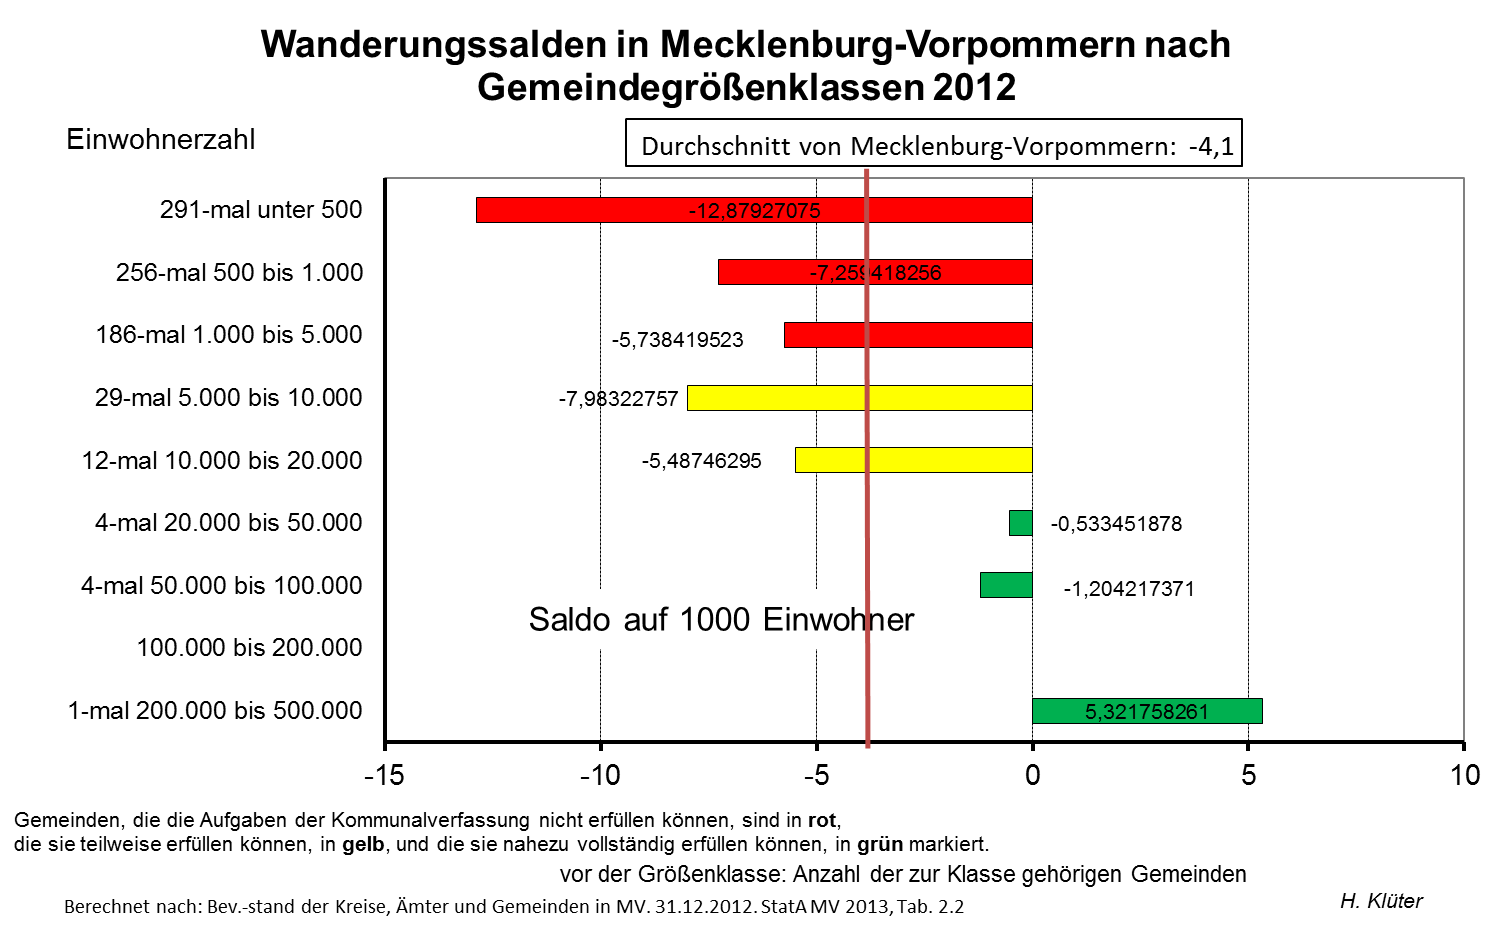 Wanderungssalden in Mecklenburg-Vorpommern nach
Gemeindegrößenklassen 2012
Einwohnerzahl
Durchschnitt von Mecklenburg-Vorpommern: -4,1
291-mal unter 500
-12,87927075
256-mal 500 bis 1.000
-7,259418256
186-mal 1.000 bis 5.000
-5,738419523
29-mal 5.000 bis 10.000
-7,98322757
12-mal 10.000 bis 20.000
-5,48746295
4-mal 20.000 bis 50.000
-0,533451878
4-mal 50.000 bis 100.000
-1,204217371
Saldo auf 1000 Einwohner
100.000 bis 200.000
1-mal 200.000 bis 500.000
5,321758261
-15 -10 -5 0 5 10
Gemeinden, die die Aufgaben der Kommunalverfassung nicht erfüllen können, sind in rot,
die sie teilweise erfüllen können, in gelb, und die sie nahezu vollständig erfüllen können, in grün markiert.
vor der Größenklasse: Anzahl der zur Klasse gehörigen Gemeinden
Berechnet nach: Bev.-stand der Kreise, Ämter und Gemeinden in MV. 31.12.2012. StatA MV 2013, Tab. 2.2
H. Klüter